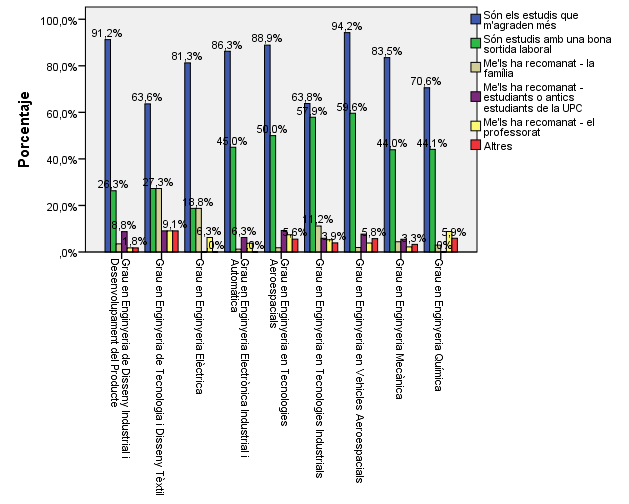 Porcentaje
100,0%
80,0%
60,0%
40,0%
20,0%
,0%
91,2%
26,3%
8,8%
1,8%
63,6%
27,3%
9,1%
81,3%
18,8%
6,3%
,0%
86,3%
45,0%
6,3%
,0%
88,9%
50,0%
5,6%
63,8%
57,9%
11,2%
3,9%
94,2%
59,6%
5,8%
83,5%
44,0%
3,3%
70,6%
44,1%
,0%
5,9%
Grau en Enginyeria de Disseny Industrial i
Desenvolupament del Producte
Grau en Enginyeria de Tecnologia i Disseny Tèxtil
Grau en Enginyeria Elèctrica
Grau en Enginyeria Electrònica Industrial i
Automàtica
Grau en Enginyeria en Tecnologies
Aeroespacials
Grau en Enginyeria en Tecnologies Industrials
Grau en Enginyeria en Vehicles Aeroespacials
Grau en Enginyeria Mecànica
Grau en Enginyeria Química
Són els estudis que
m'agraden més
Són estudis amb una bona
sortida laboral
Me'ls ha recomanat - la
família
Me'ls ha recomanat -
estudiants o antics
estudiants de la UPC
Me'ls ha recomanat - el
professorat
Altres